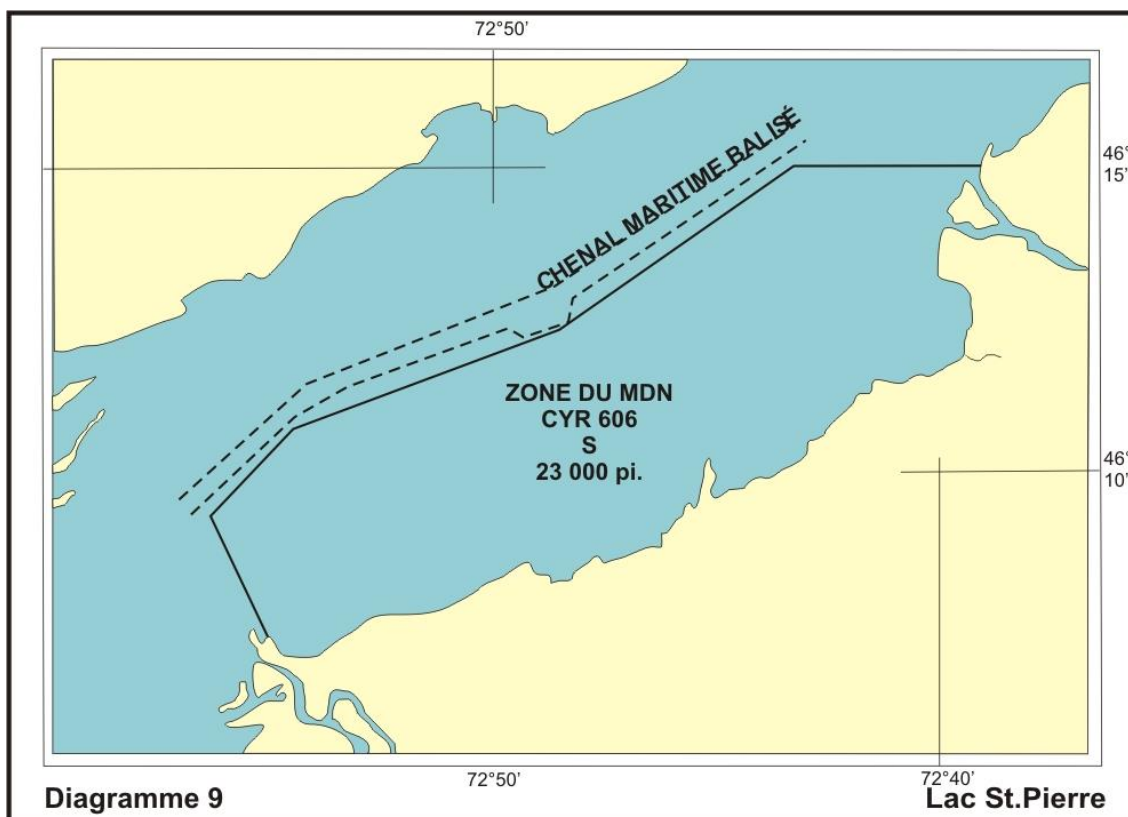 72°50’
CHENAL MARITIME BALISÉ
46°
15’
ZONE DU MDN
CYR 606
S
23 000 pi.
46°
10’
72°50’
72°40’
Diagramme 9
Lac St.Pierre